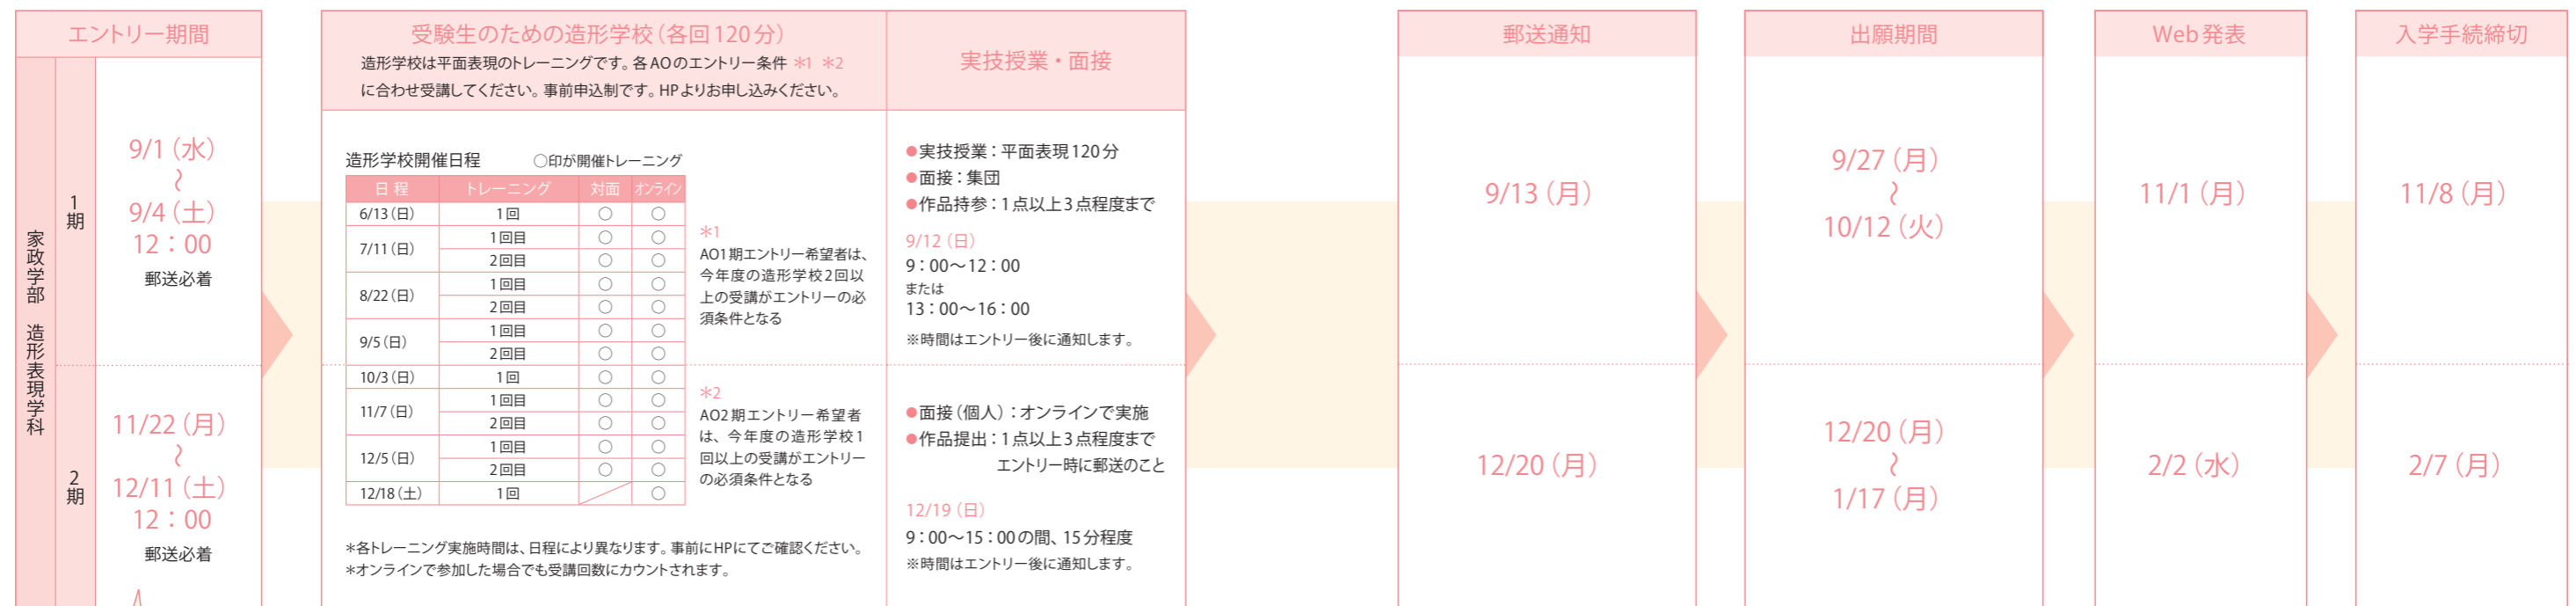 エントリー期間
家政学部 造形表現学科
1期
9/1（水）
〜
9/4（土）
12：00
郵送必着
2期
11/22（月）
〜
12/11（土）
12：00
郵送必着
受験生のための造形学校（各回120分）
造形学校は平面表現のトレーニングです。各AOのエントリー条件 ＊1 ＊2
に合わせ受講してください。事前申込制です。HPよりお申し込みください。
造形学校開催日程 ○印が開催トレーニング
日 程 トレーニング 対面 オンライン
6/13（日） 1回 ○ ○
7/11（日） 1回目 ○ ○
2回目 ○ ○
8/22（日） 1回目 ○ ○
2回目 ○ ○
9/5（日） 1回目 ○ ○
2回目 ○ ○
10/3（日） 1回 ○ ○
11/7（日） 1回目 ○ ○
2回目 ○ ○
12/5（日） 1回目 ○ ○
2回目 ○ ○
12/18（土） 1回 ○
＊1
AO1期エントリー希望者は、
今年度の造形学校2回以
上の受講がエントリーの必
須条件となる
＊2
AO2期エントリー希望者
は、今年度の造形学校1
回以上の受講がエントリー
の必須条件となる
＊各トレーニング実施時間は、日程により異なります。事前にHPにてご確認ください。
＊オンラインで参加した場合でも受講回数にカウントされます。
実技授業・面接
●実技授業：平面表現120分
●面接：集団
●作品持参：1点以上3点程度まで
9/12（日）
9：00〜12：00
または
13：00〜16：00
※時間はエントリー後に通知します。
●面接（個人）：オンラインで実施
●作品提出：1点以上3点程度まで
エントリー時に郵送のこと
12/19（日）
9：00〜15：00の間、15分程度
※時間はエントリー後に通知します。
郵送通知
9/13（月）
12/20（月）
出願期間
9/27（月）
〜
10/12（火）
12/20（月）
〜
1/17（月）
Web発表
11/1（月）
2/2（水）
入学手続締切
11/8（月）
2/7（月）